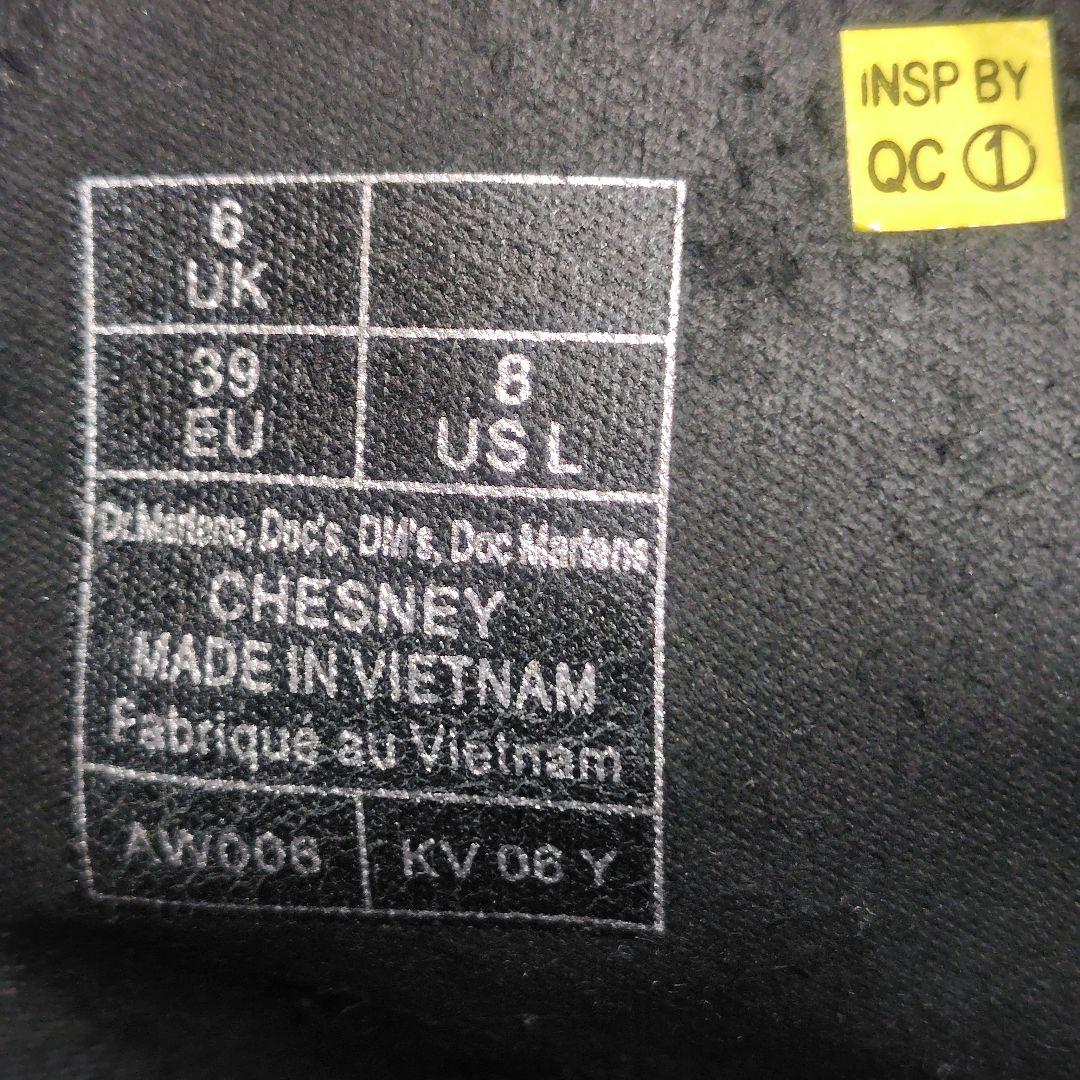 iNSP BY
QC ①
6
UK
39
EU
8
US L
Dr.Martens, Doc's, DM's, Doc Martens
CHESNEY
MADE IN VIETNAM
Fabriqué au Vietnam
AW006
KV 06 Y